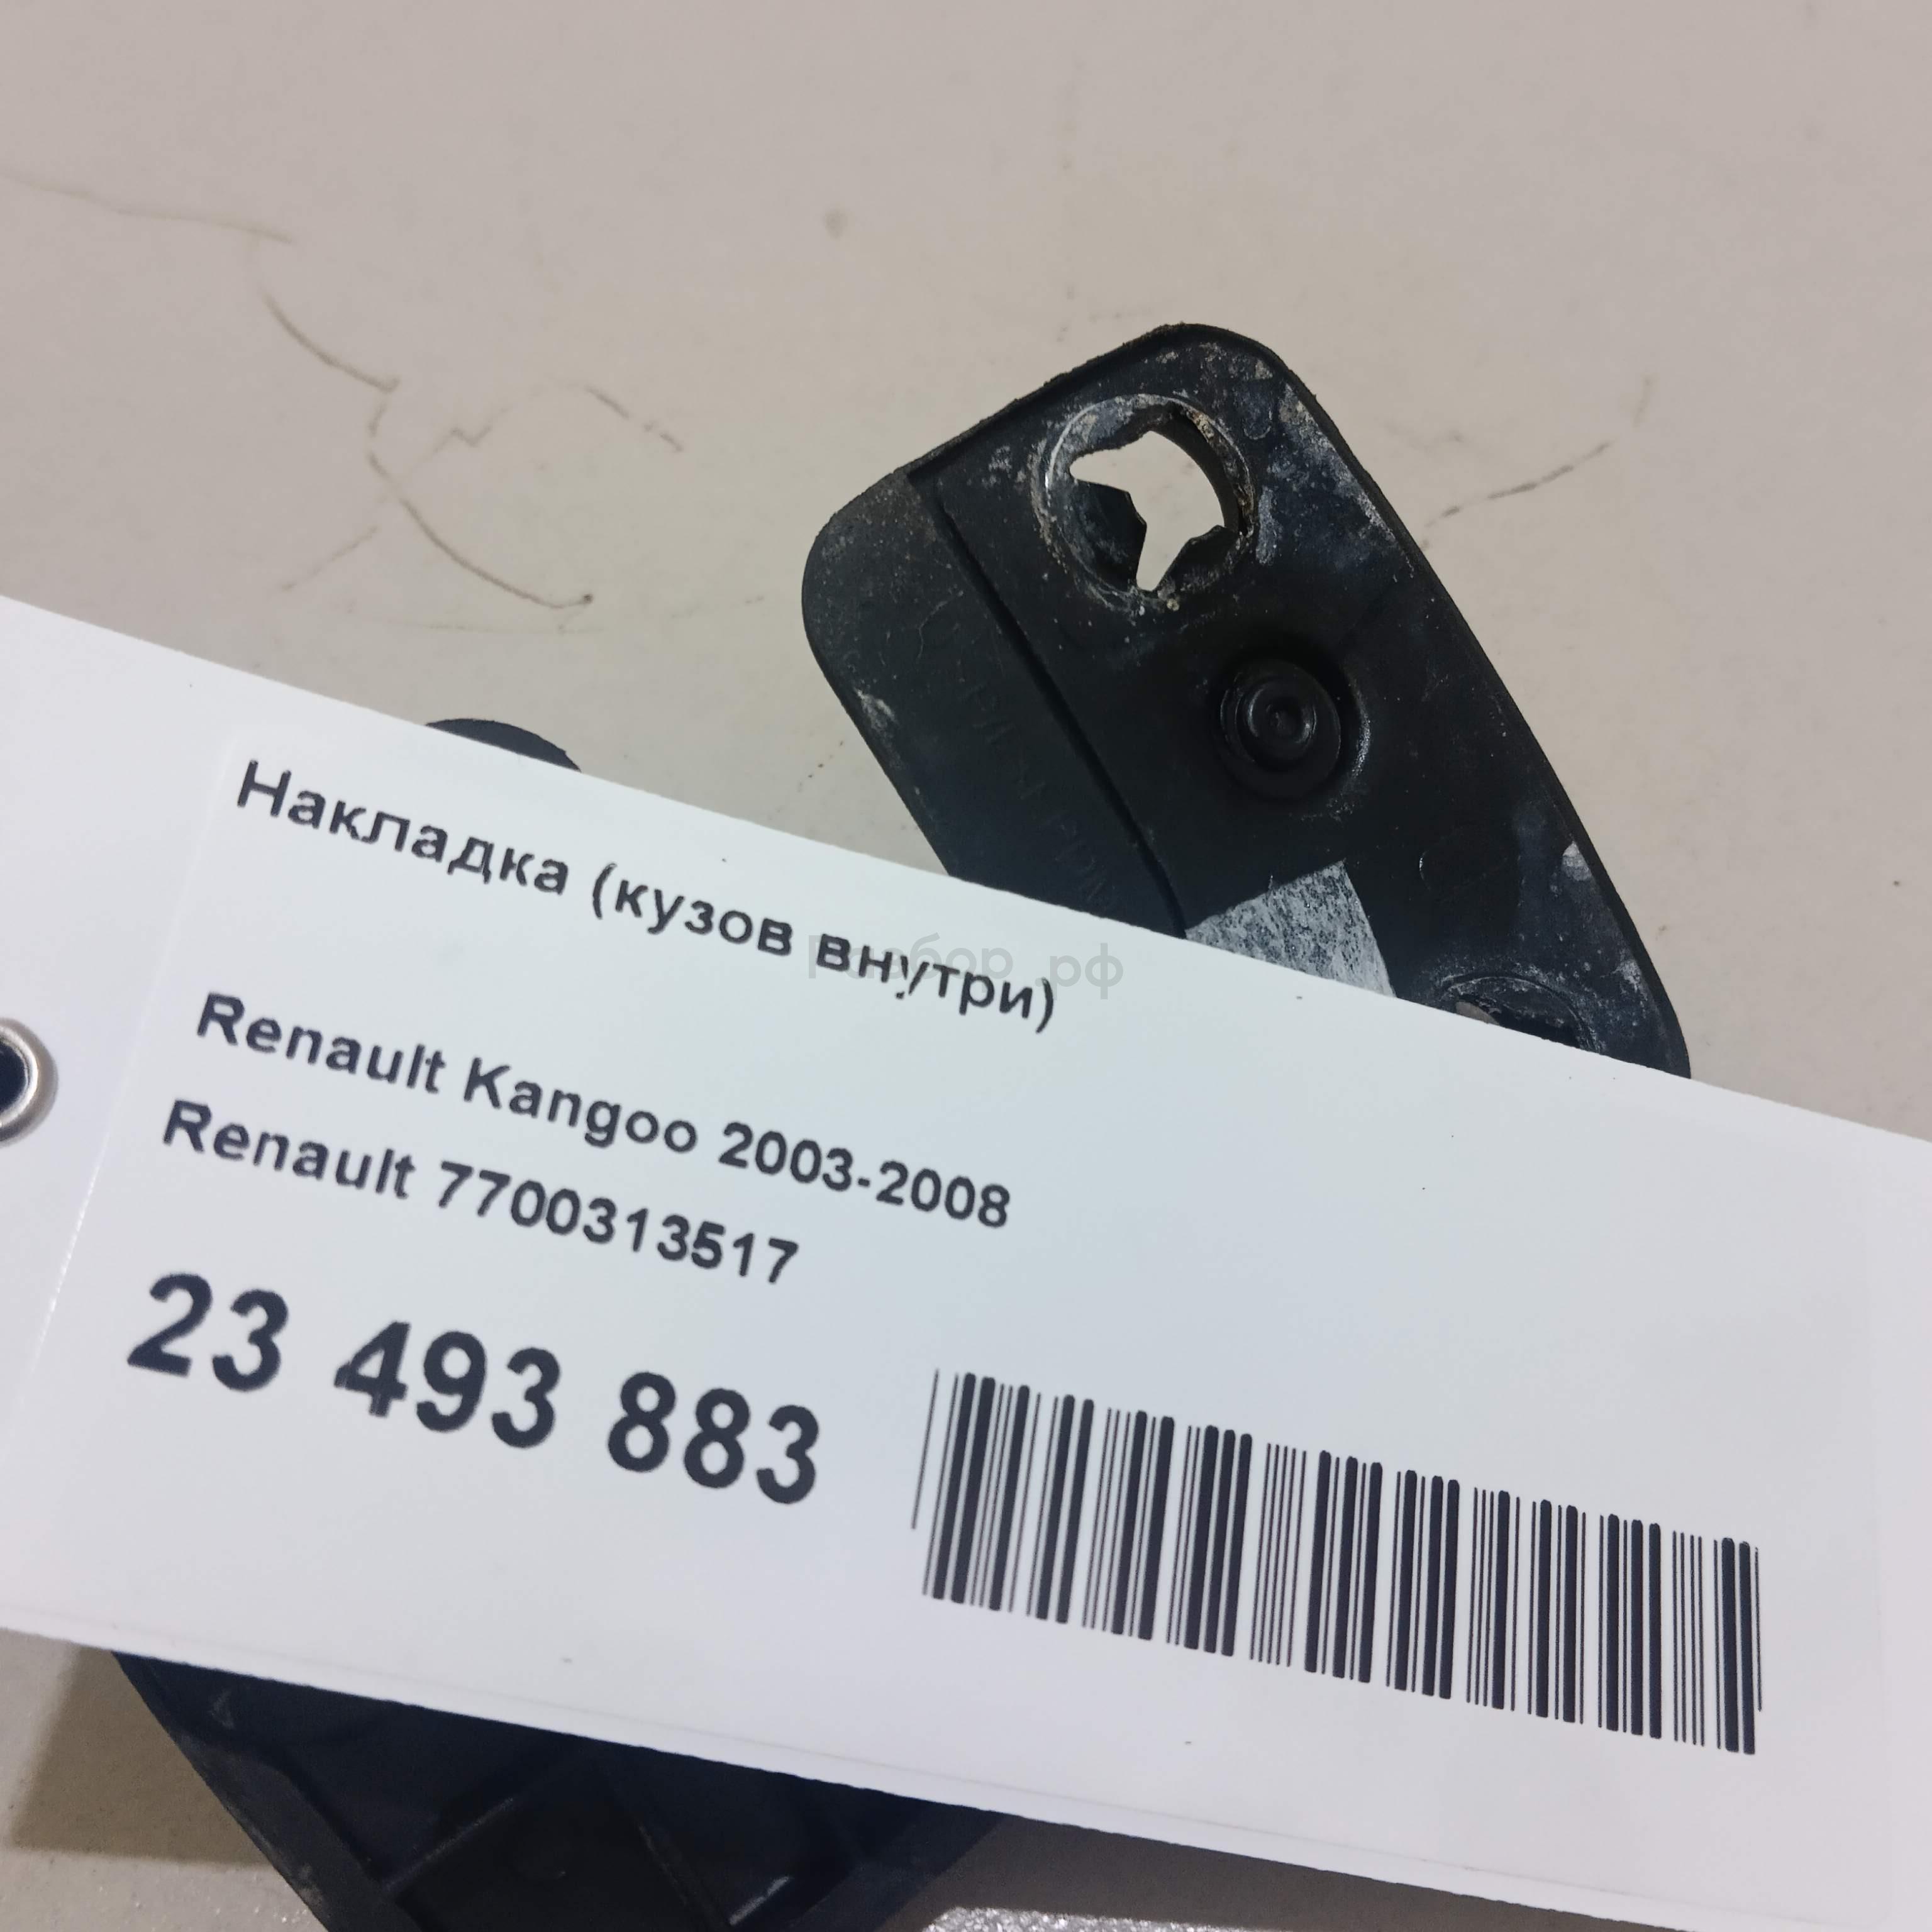 Накладка (кузов внутри)
Renault Kangoo 2003-2008
Renault 7700313517
23 493 883